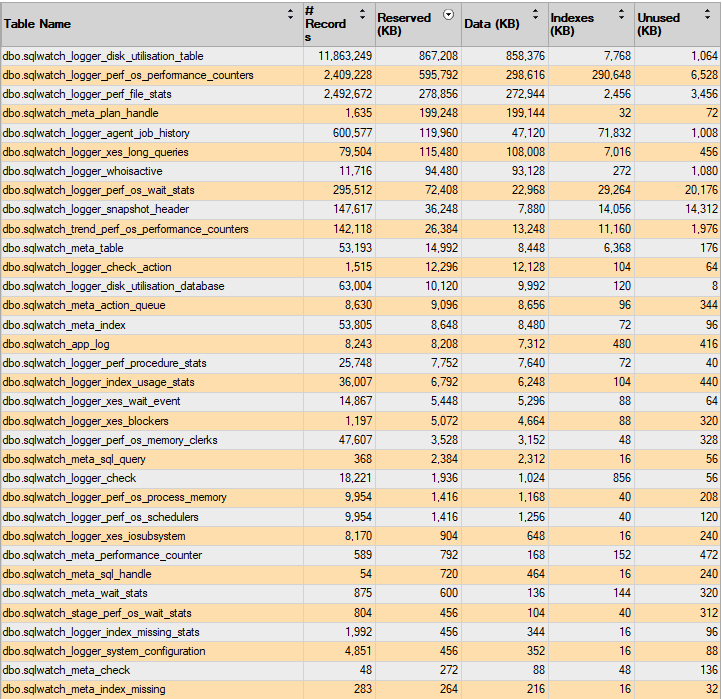 Table Name # Record s Reserved (KB) Data (KB) Indexes (KB) Unused (KB)
dbo.sqlwatch_logger_disk_utilisation_table 11,863,249 867,208 858,376 7,768 1,064
dbo.sqlwatch_logger_perf_os_performance_counters 2,409,228 595,792 298,616 290,648 6,528
dbo.sqlwatch_logger_perf_file_stats 2,492,672 278,856 272,944 2,456 3,456
dbo.sqlwatch_meta_plan_handle 1,635 199,248 199,144 32 72
dbo.sqlwatch_logger_agent_job_history 600,577 119,960 47,120 71,832 1,008
dbo.sqlwatch_logger_xes_long_queries 79,504 115,480 108,008 7,016 456
dbo.sqlwatch_logger_whoisactive 11,716 94,480 93,128 272 1,080
dbo.sqlwatch_logger_perf_os_wait_stats 295,512 72,408 22,968 29,264 20,176
dbo.sqlwatch_logger_snapshot_header 147,617 36,248 7,880 14,056 14,312
dbo.sqlwatch_trend_perf_os_performance_counters 142,118 26,384 13,248 11,160 1,976
dbo.sqlwatch_meta_table 53,193 14,992 8,448 6,368 176
dbo.sqlwatch_logger_check_action 1,515 12,296 12,128 104 64
dbo.sqlwatch_logger_disk_utilisation_database 63,004 10,120 9,992 120 8
dbo.sqlwatch_meta_action_queue 8,630 9,096 8,656 96 344
dbo.sqlwatch_meta_index 53,805 8,648 8,480 72 96
dbo.sqlwatch_app_log 8,243 8,208 7,312 480 416
dbo.sqlwatch_logger_perf_procedure_stats 25,748 7,752 7,640 72 40
dbo.sqlwatch_logger_index_usage_stats 36,007 6,792 6,248 104 440
dbo.sqlwatch_logger_xes_wait_event 14,867 5,448 5,296 88 64
dbo.sqlwatch_logger_xes_blockers 1,197 5,072 4,664 88 320
dbo.sqlwatch_logger_perf_os_memory_clerks 47,607 3,528 3,152 48 328
dbo.sqlwatch_meta_sql_query 368 2,384 2,312 16 56
dbo.sqlwatch_logger_check 18,221 1,936 1,024 856 56
dbo.sqlwatch_logger_perf_os_process_memory 9,954 1,416 1,168 40 208
dbo.sqlwatch_logger_perf_os_schedulers 9,954 1,416 1,256 40 120
dbo.sqlwatch_logger_xes_iosubsystem 8,170 904 648 16 240
dbo.sqlwatch_meta_performance_counter 589 792 168 152 472
dbo.sqlwatch_meta_sql_handle 54 720 464 16 240
dbo.sqlwatch_meta_wait_stats 875 600 136 144 320
dbo.sqlwatch_stage_perf_os_wait_stats 804 456 104 40 312
dbo.sqlwatch_logger_index_missing_stats 1,992 456 344 16 96
dbo.sqlwatch_logger_system_configuration 4,851 456 352 16 88
dbo.sqlwatch_meta_check 48 272 88 48 136
dbo.sqlwatch_meta_index_missing 283 264 216 16 32